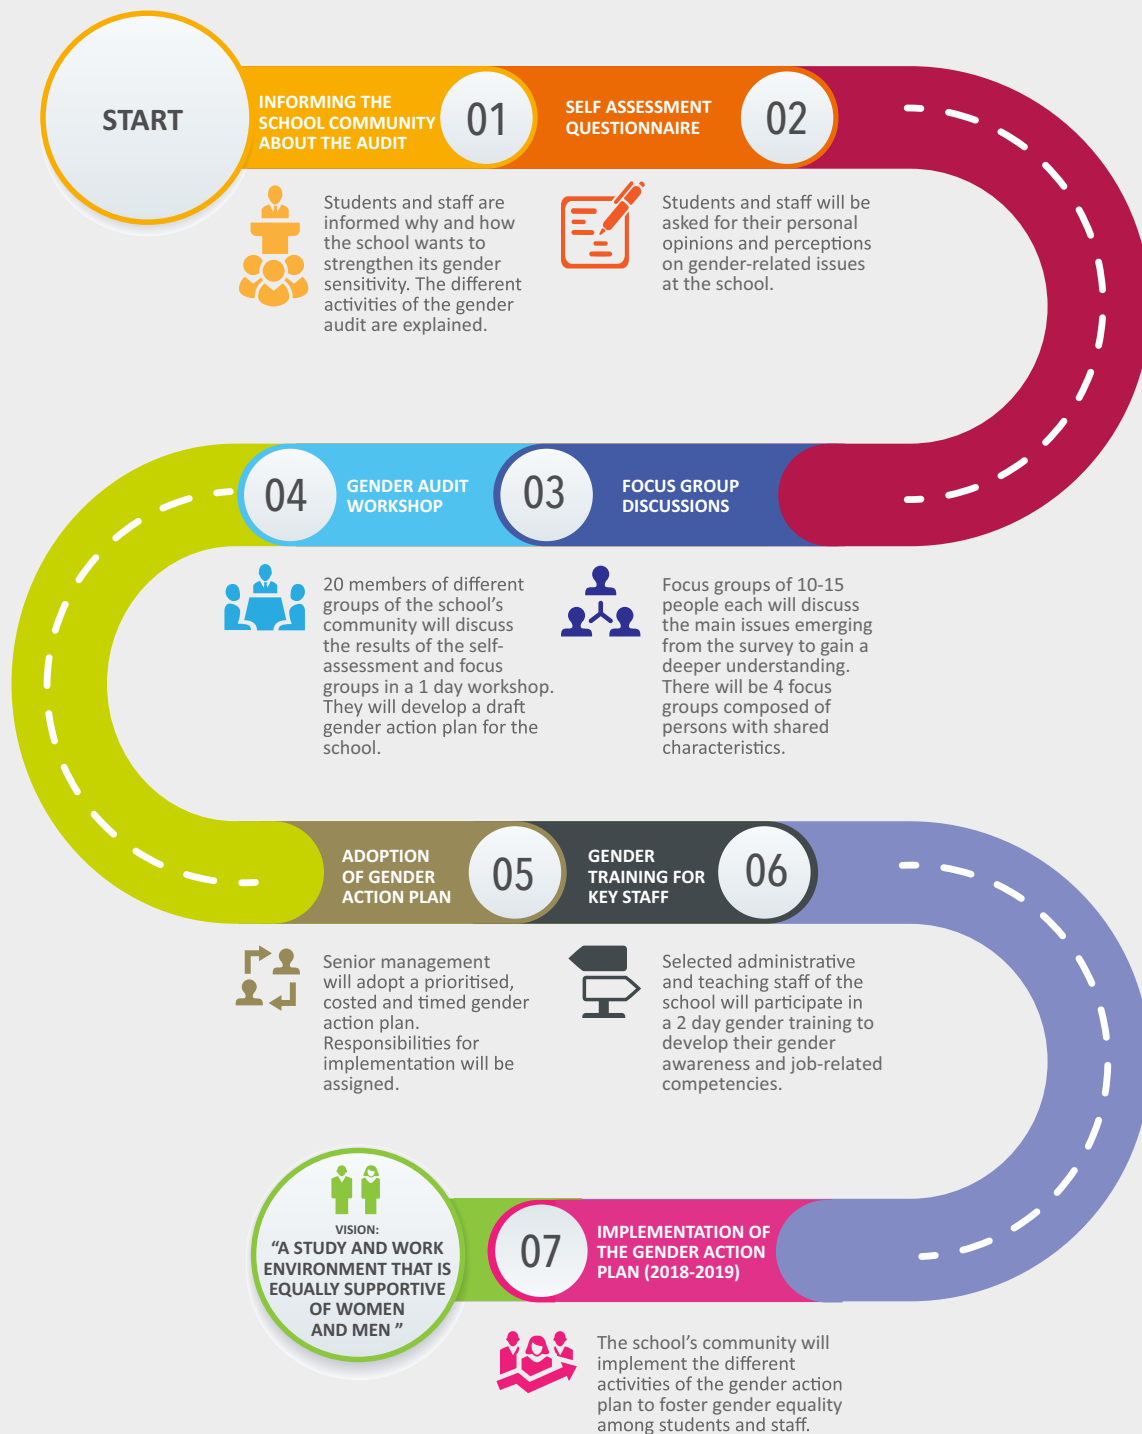 START
INFORMING THE
SCHOOL COMMUNITY
ABOUT THE AUDIT
01
Students and staff are
informed why and how
the school wants to
strengthen its gender
sensitivity. The different
activities of the gender
audit are explained.
SELF ASSESSMENT
QUESTIONNAIRE
02
Students and staff will be
asked for their personal
opinions and perceptions
on gender-related issues
at the school.
03
FOCUS GROUP
DISCUSSIONS
Focus groups of 10-15
people each will discuss
the main issues emerging
from the survey to gain a
deeper understanding.
There will be 4 focus
groups composed of
persons with shared
characteristics.
04
GENDER AUDIT
WORKSHOP
20 members of different
groups of the school’s
community will discuss
the results of the self-
assessment and focus
groups in a 1 day workshop.
They will develop a draft
gender action plan for the
school.
ADOPTION
OF GENDER
ACTION PLAN
05
Senior management
will adopt a prioritised,
costed and timed gender
action plan.
Responsibilities for
implementation will be
assigned.
GENDER
TRAINING FOR
KEY STAFF
06
Selected administrative
and teaching staff of the
school will participate in
a 2 day gender training to
develop their gender
awareness and job-related
competencies.
07
IMPLEMENTATION OF
THE GENDER ACTION
PLAN (2018-2019)
The school’s community will
implement the different
activities of the gender action
plan to foster gender equality
among students and staff.
VISION:
“A STUDY AND WORK
ENVIRONMENT THAT IS
EQUALLY SUPPORTIVE
OF WOMEN
AND MEN ”